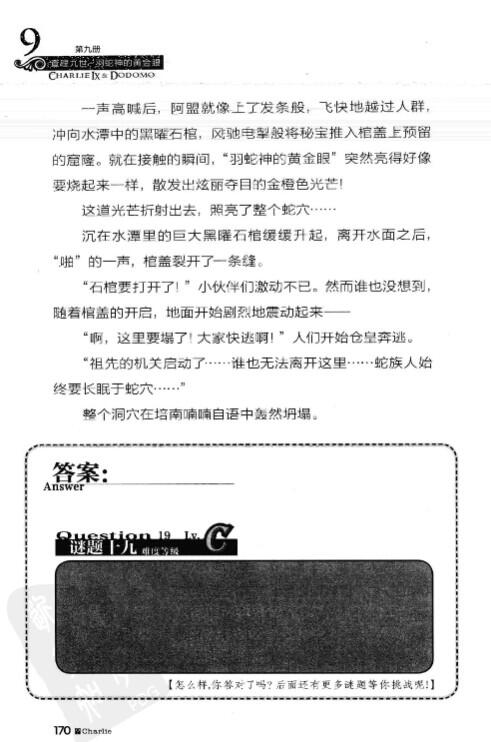 9
第九册
查理九世·羽蛇神的黄金眼
CHARLIE IX & DODOMO
一声高喊后，阿盟就像上了发条般，飞快地越过人群，
冲向水潭中的黑曜石棺，风驰电掣般将秘宝推入棺盖上预留
的窟窿。就在接触的瞬间，“羽蛇神的黄金眼”突然亮得好像
要烧起来一样，散发出炫丽夺目的金橙色光芒！
这道光芒折射出去，照亮了整个蛇穴……
沉在水潭里的巨大黑曜石棺缓缓升起，离开水面之后，
“啪”的一声，棺盖裂开了一条缝。
“石棺要打开了！”小伙伴们激动不已。然而谁也没想到，
随着棺盖的开启，地面开始剧烈地震动起来——
“啊，这里要塌了！大家快逃啊！”人们开始仓皇奔逃。
“祖先的机关启动了……谁也无法离开这里……蛇族人始
终要长眠于蛇穴……”
整个洞穴在培南喃喃自语中轰然坍塌。
答案：
Answer
Question 19 Lv. C
谜题十九 难度等级
【怎么样，你答对了吗？后面还有更多谜题等你挑战呢！】
170 Charlie